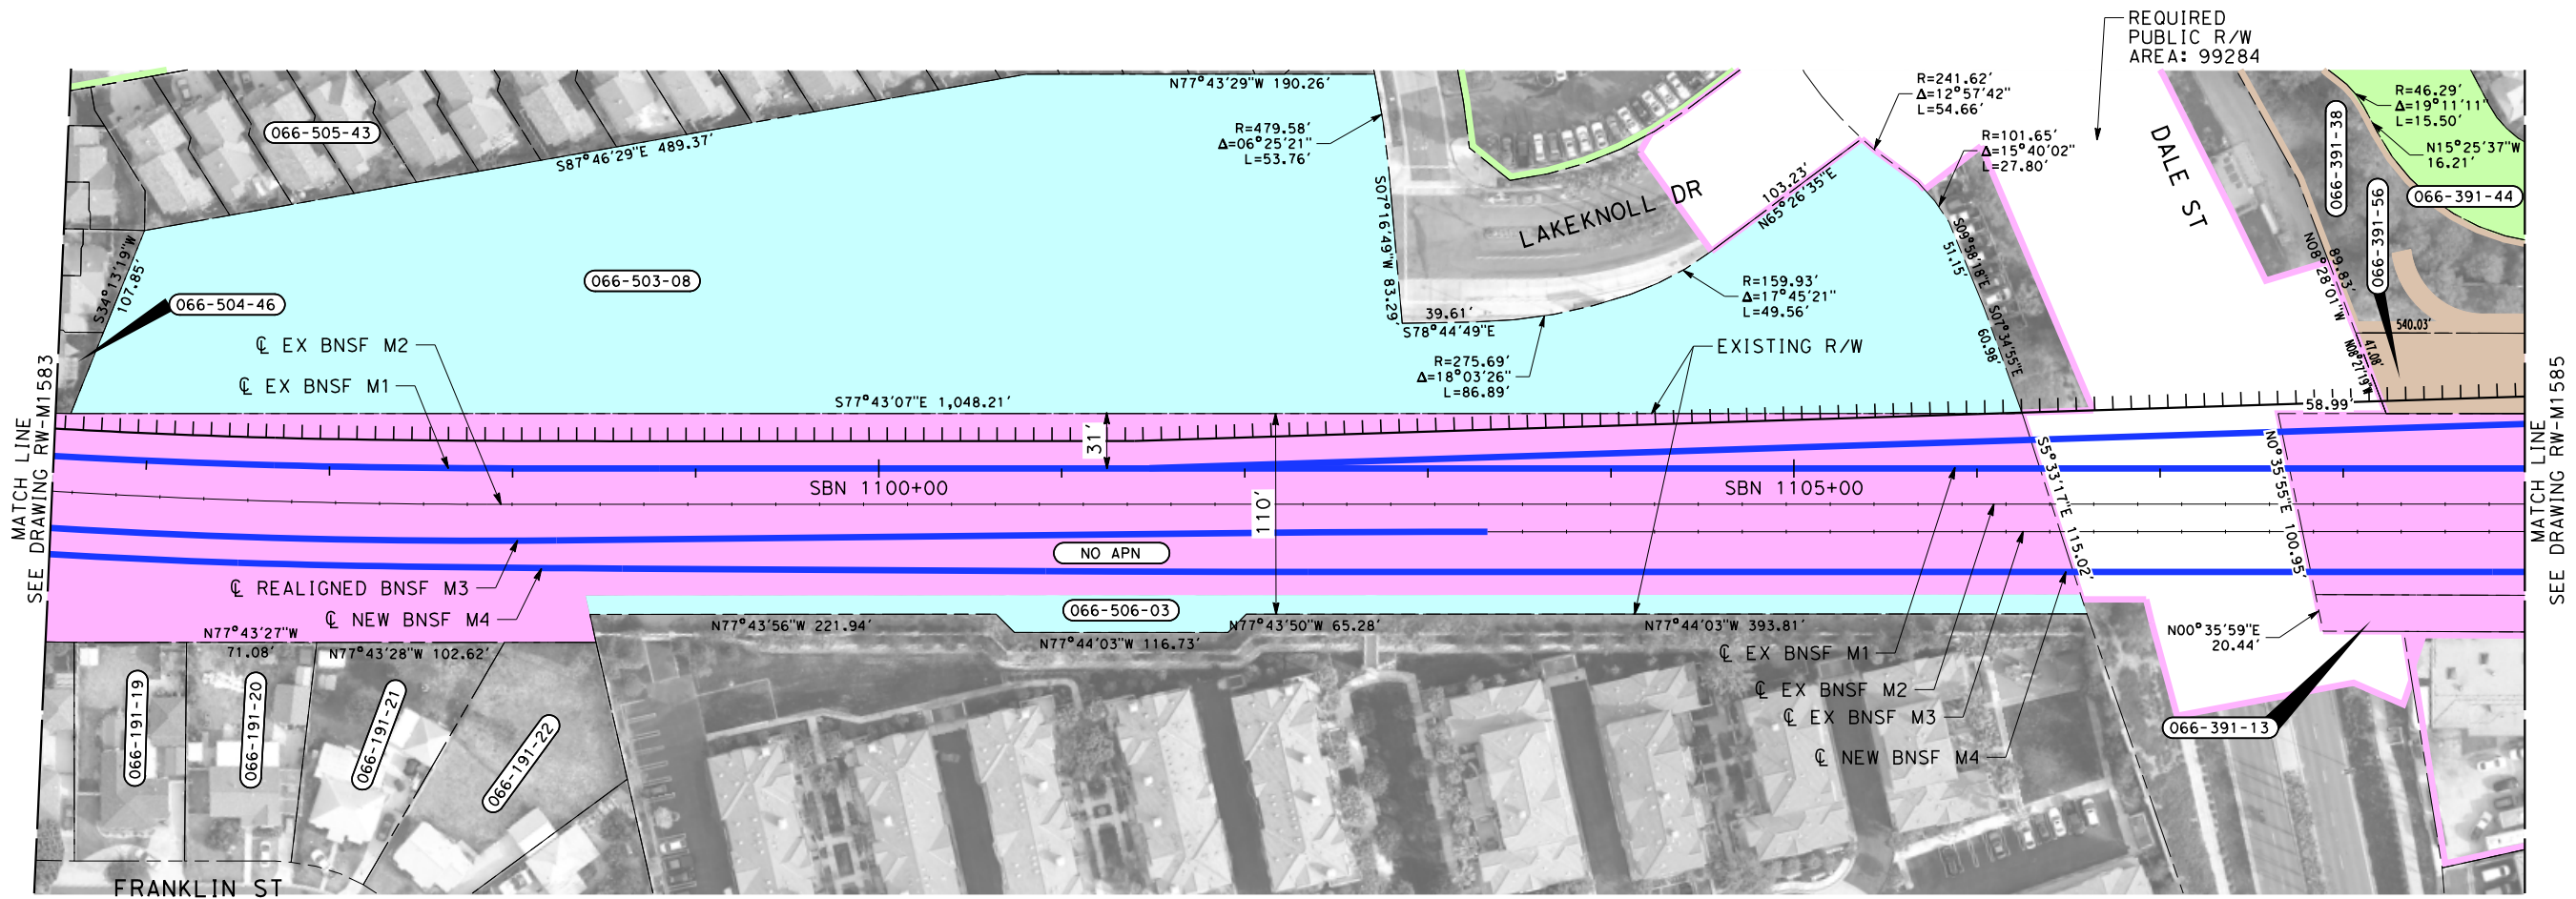 REQUIRED
PUBLIC R/W
AREA: 99284
N77°43'29"W 190.26'
R=241.62'
Δ=12°57'42"
L=54.66'
R=46.29'
Δ=19°11'11"
L=15.50'
066-505-43
R=479.58'
Δ=06°25'21"
L=53.76'
R=101.65'
Δ=15°40'02"
L=27.80'
DALE ST
066-391-38
N15°25'37"W
16.21'
S87°46'29"E 489.37'
066-391-44
066-391-56
LAKEKNOLL DR
103.23'
N65°26'35"E
S07°16'49"W 83.29'
S34°13'19"W
107.85'
066-503-08
066-504-46
S09°58'18"E
51.15'
N08°28'01"W
89.83'
R=159.93'
Δ=17°45'21"
L=49.56'
39.61'
S78°44'49"E
S07°34'55"E
60.98'
540.03'
47.08'
N08°27'19"W
℄ EX BNSF M2
℄ EX BNSF M1
EXISTING R/W
R=275.69'
Δ=18°03'26"
L=86.89'
MATCH LINE
SEE DRAWING RW-M1583
S77°43'07"E 1,048.21'
58.99'
31'
110'
SBN 1100+00
SBN 1105+00
S5°33'17"E 115.02'
N0°35'55"E 100.95'
MATCH LINE
SEE DRAWING RW-M1585
NO APN
℄ REALIGNED BNSF M3
℄ NEW BNSF M4
066-506-03
N77°43'27"W
71.08'
N77°43'28"W 102.62'
N77°43'56"W 221.94'
N77°44'03"W 116.73'
N77°43'50"W 65.28'
N77°44'03"W 393.81'
N00°35'59"E
20.44'
℄ EX BNSF M1
℄ EX BNSF M2
℄ EX BNSF M3
℄ NEW BNSF M4
066-391-13
066-191-19
066-191-20
066-191-21
066-191-22
FRANKLIN ST